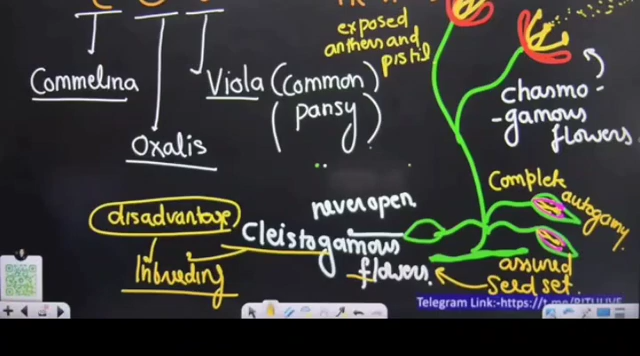 exposed
anthers and
pistil
Commelina
Viola (Common
pansy)
Oxalis
chasmo-
-gamous
flowers
Complete
autogamy
never open
disadvantage
Cleistogamous
flowers
Inbreeding
assured
Seed set
Telegram Link:-https://t.me/